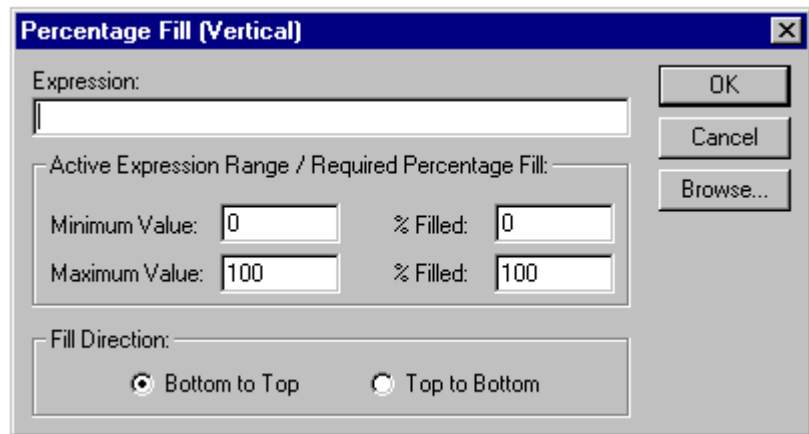 Percentage Fill (Vertical)
Expression:
OK
Cancel
Browse...
Active Expression Range / Required Percentage Fill:
Minimum Value: 0 % Filled: 0
Maximum Value: 100 % Filled: 100
Fill Direction:
Bottom to Top Top to Bottom